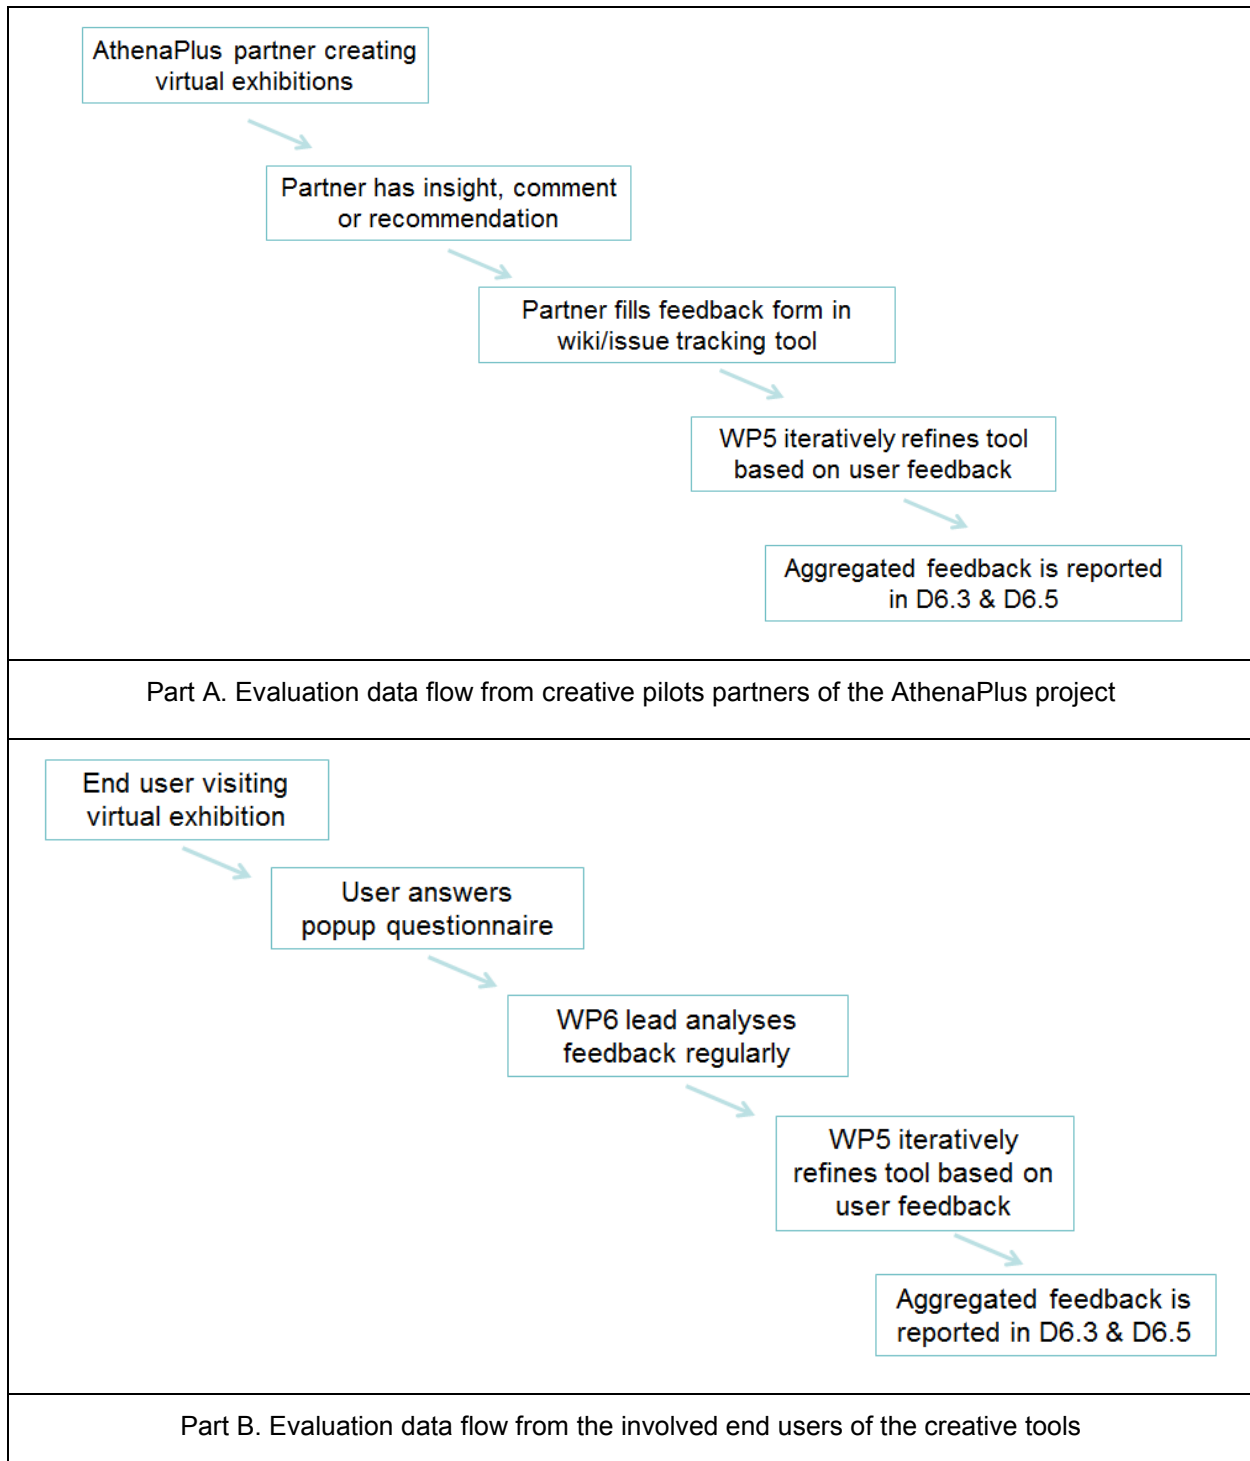 AthenaPlus partner creating
virtual exhibitions
Partner has insight, comment
or recommendation
Partner fills feedback form in
wiki/issue tracking tool
WP5 iteratively refines tool
based on user feedback
Aggregated feedback is reported
in D6.3 & D6.5
Part A. Evaluation data flow from creative pilots partners of the AthenaPlus project
End user visiting
virtual exhibition
User answers
popup questionnaire
WP6 lead analyses
feedback regularly
WP5 iteratively
refines tool based on
user feedback
Aggregated feedback is
reported in D6.3 & D6.5
Part B. Evaluation data flow from the involved end users of the creative tools